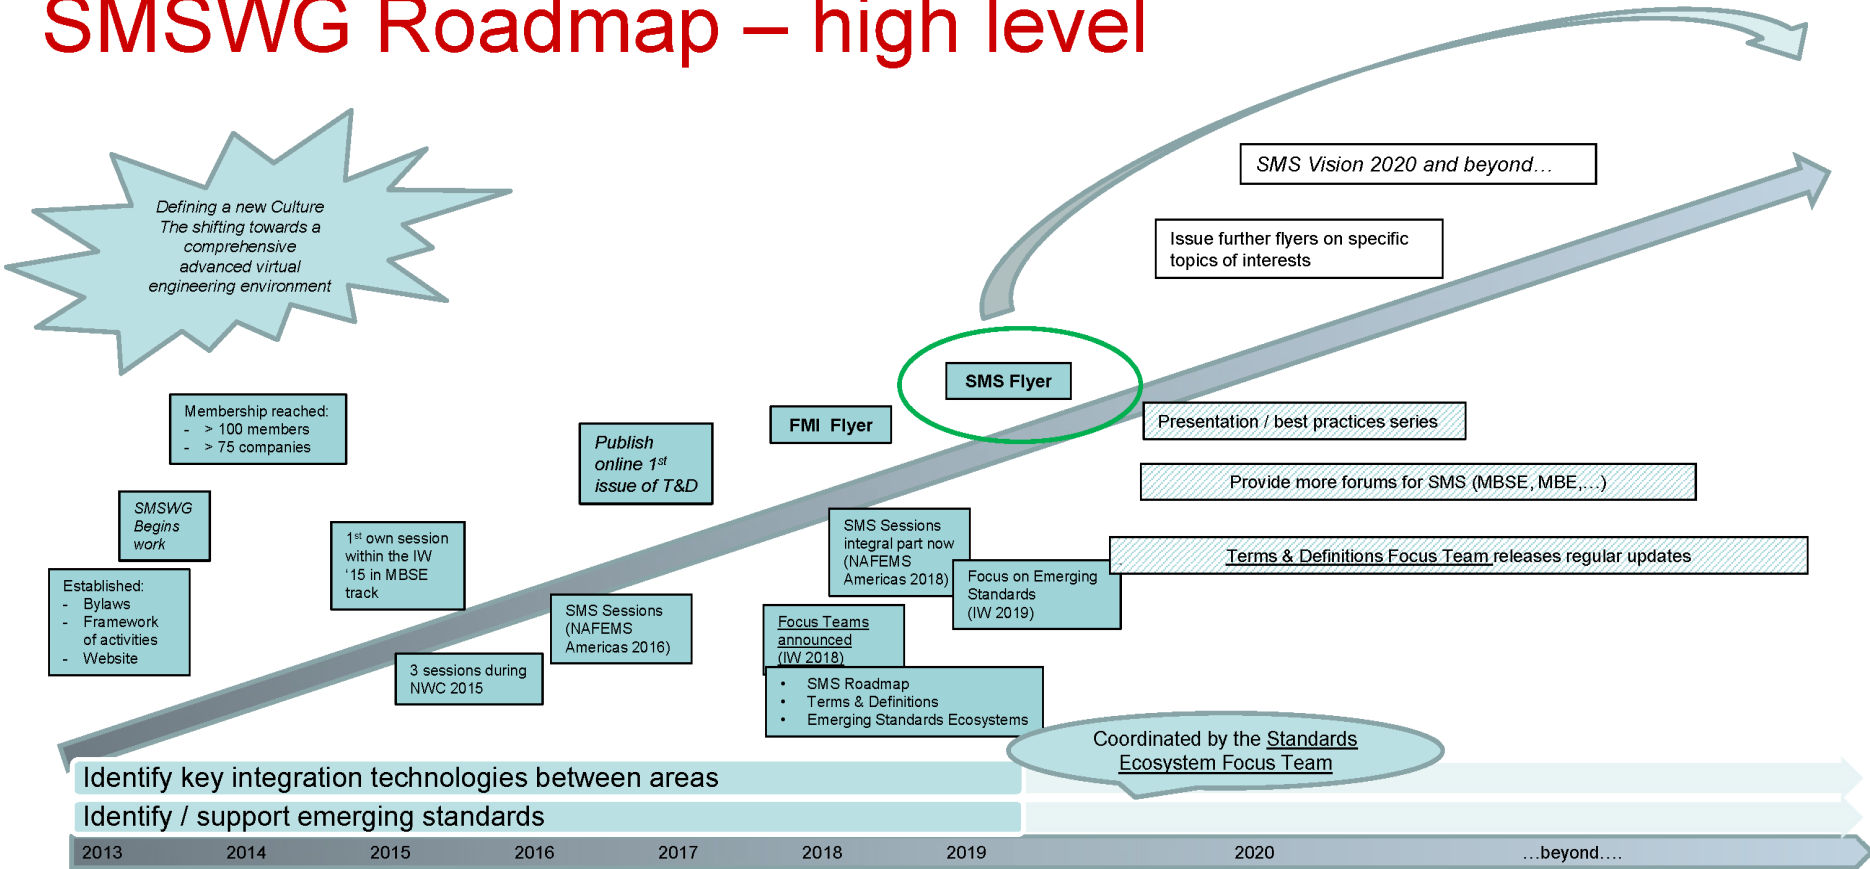 SMSWG Roadmap – high level
Defining a new Culture
The shifting towards a
comprehensive
advanced virtual
engineering environment
SMS Vision 2020 and beyond…
Issue further flyers on specific
topics of interests
SMS Flyer
FMI Flyer
Membership reached:
- > 100 members
- > 75 companies
Publish
online 1st
issue of T&D
Presentation / best practices series
Provide more forums for SMS (MBSE, MBE,…)
Terms & Definitions Focus Team releases regular updates
SMSWG
Begins
work
Established:
- Bylaws
- Framework
of activities
- Website
1st own session
within the IW
‘15 in MBSE
track
3 sessions during
NWC 2015
SMS Sessions
(NAFEMS
Americas 2016)
SMS Sessions
integral part now
(NAFEMS
Americas 2018)
Focus on Emerging
Standards
(IW 2019)
Focus Teams
announced
(IW 2018)
• SMS Roadmap
• Terms & Definitions
• Emerging Standards Ecosystems
Coordinated by the Standards
Ecosystem Focus Team
Identify key integration technologies between areas
Identify / support emerging standards
2013 2014 2015 2016 2017 2018 2019 2020 …beyond….